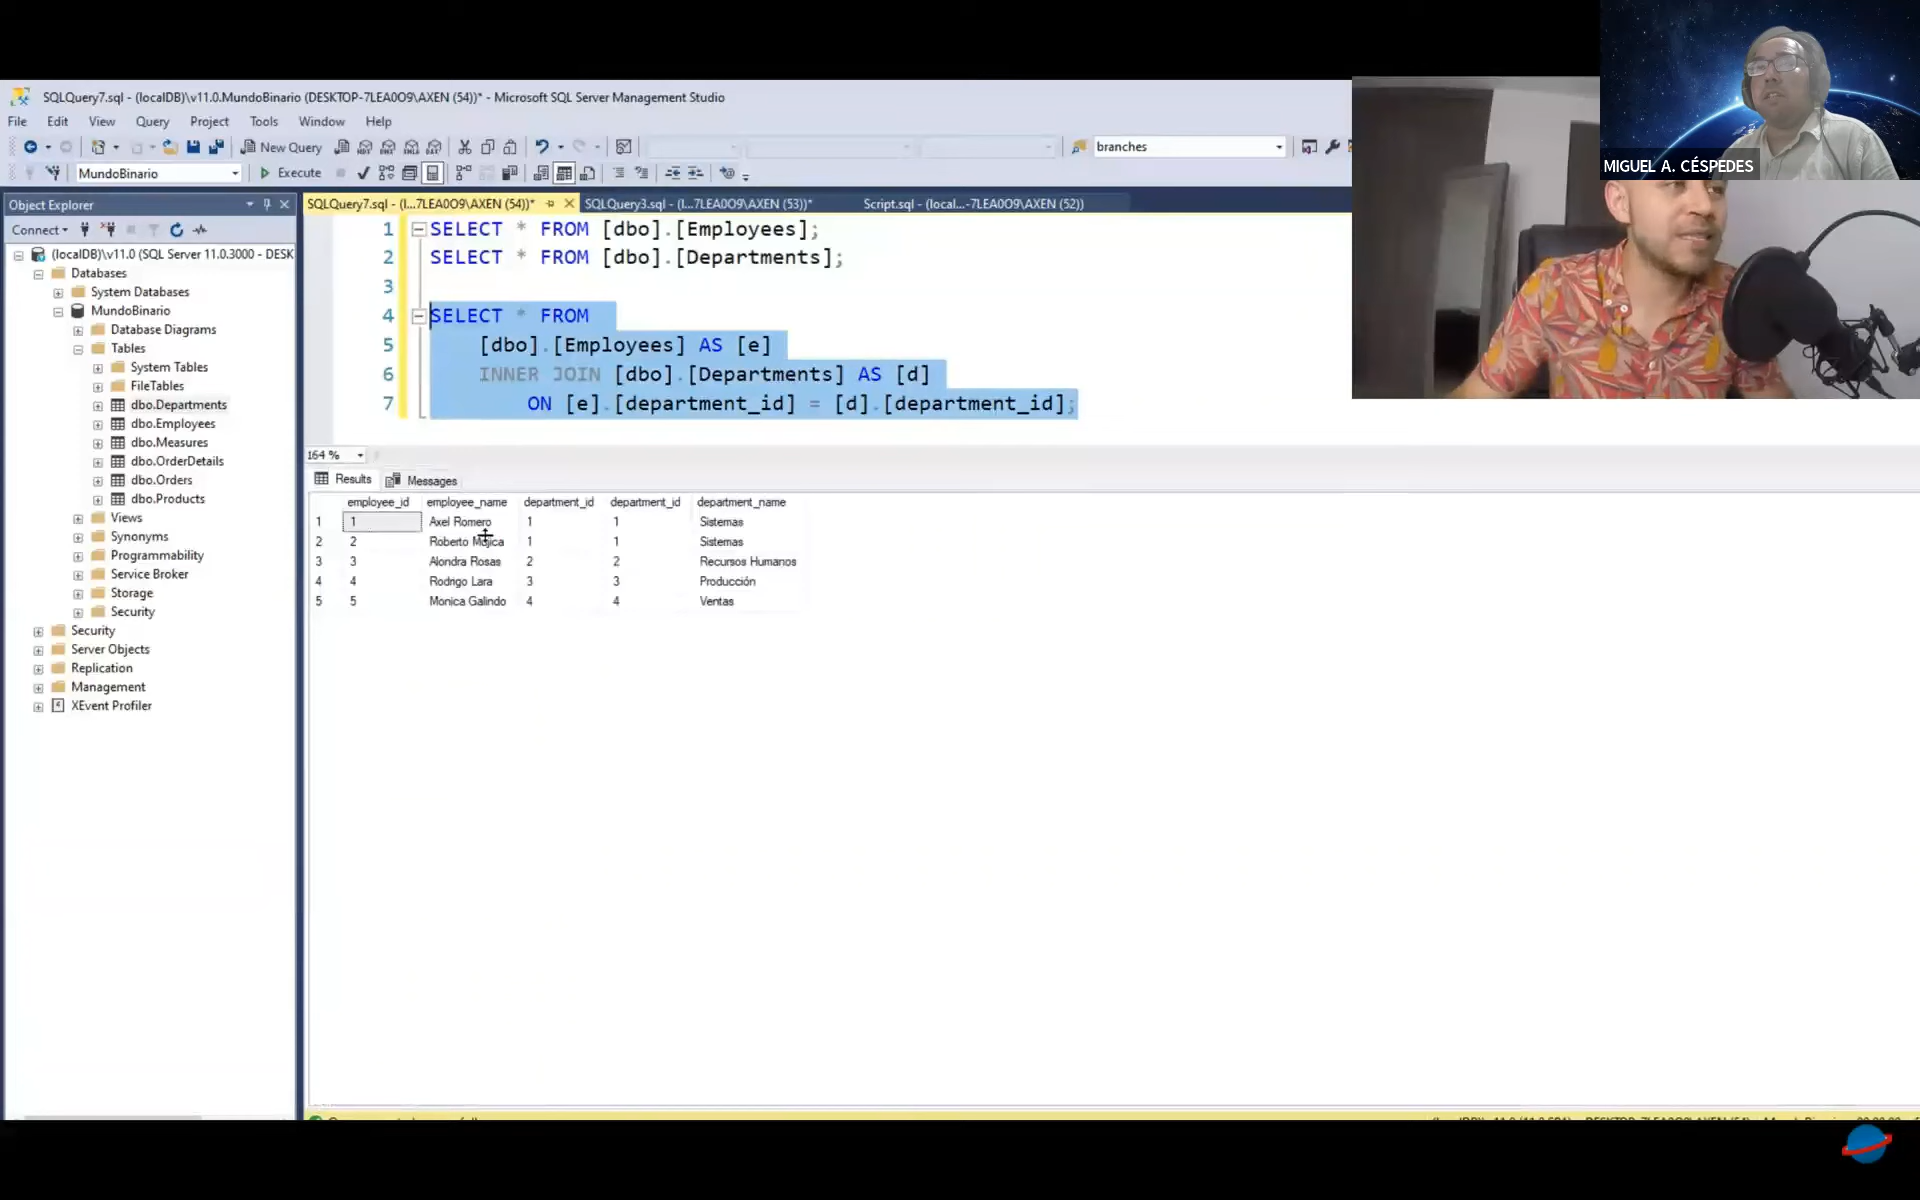 MIGUEL A. CÉSPEDES
SQLQuery7.sql - (localDB)\v11.0.MundoBinario (DESKTOP-7LEA0O9\AXEN (54))* - Microsoft SQL Server Management Studio
File Edit View Query Project Tools Window Help
New Query branches
MundoBinario Execute
Object Explorer
Connect
(localDB)\v11.0 (SQL Server 11.0.3000 - DESK
Databases
System Databases
MundoBinario
Database Diagrams
Tables
System Tables
FileTables
dbo.Departments
dbo.Employees
dbo.Measures
dbo.OrderDetails
dbo.Orders
dbo.Products
Views
Synonyms
Programmability
Service Broker
Storage
Security
Security
Server Objects
Replication
Management
XEvent Profiler
SQLQuery7.sql - (l...7LEA0O9\AXEN (54))* SQLQuery3.sql - (l...7LEA0O9\AXEN (53))* Script.sql - (local...-7LEA0O9\AXEN (52))
1 SELECT * FROM [dbo].[Employees];
2 SELECT * FROM [dbo].[Departments];
3
4 SELECT * FROM
5 [dbo].[Employees] AS [e]
6 INNER JOIN [dbo].[Departments] AS [d]
7 ON [e].[department_id] = [d].[department_id];
164 %
Results Messages
employee_id employee_name department_id department_id department_name
1 1 Axel Romero 1 1 Sistemas
2 2 Roberto Mojica 1 1 Sistemas
3 3 Alondra Rosas 2 2 Recursos Humanos
4 4 Rodrigo Lara 3 3 Producción
5 5 Monica Galindo 4 4 Ventas